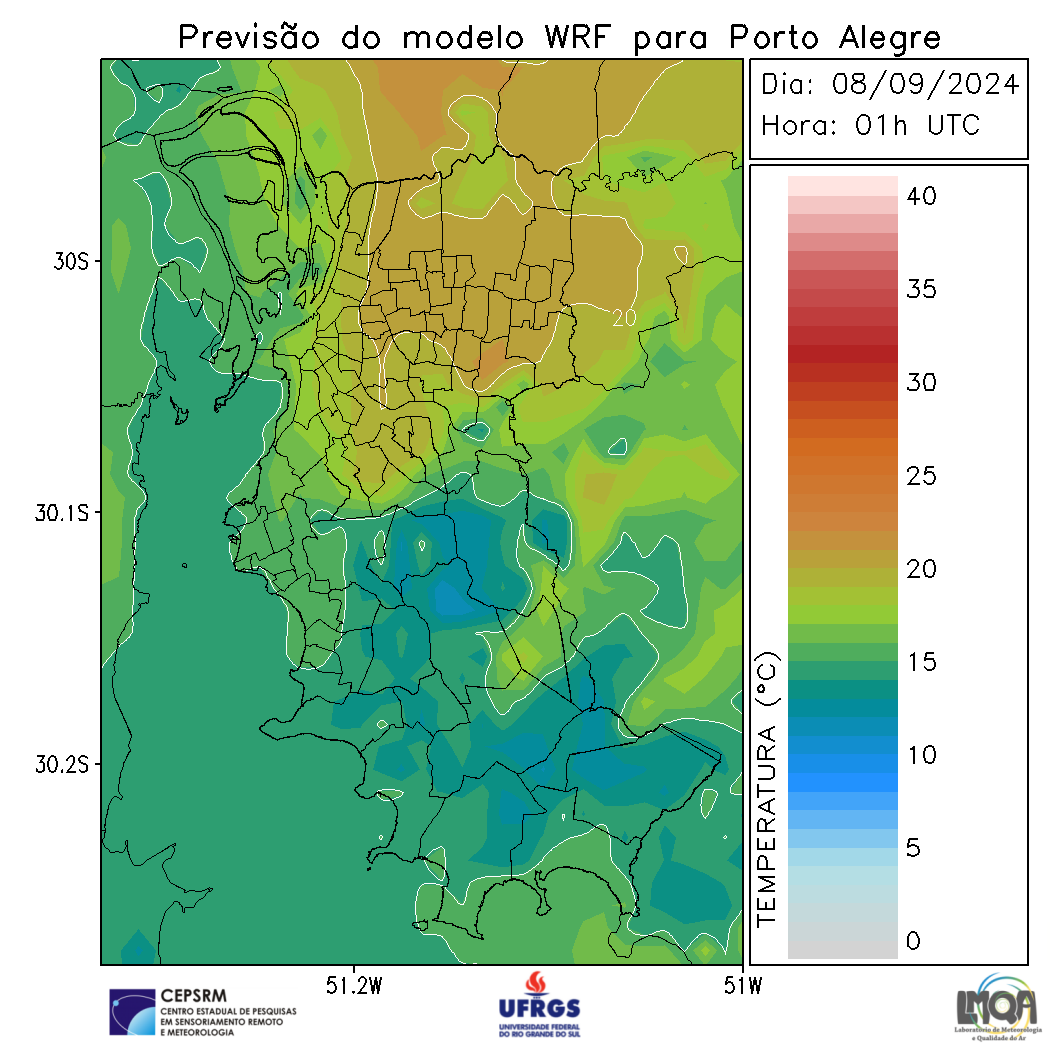 Previsão do modelo WRF para Porto Alegre
Dia: 08/09/2024
Hora: 01h UTC
30S
30.1S
30.2S
51.2W
51W
20
TEMPERATURA (°C)
40
35
30
25
20
15
10
5
0
CEPSRM
CENTRO ESTADUAL DE PESQUISAS
EM SENSORIAMENTO REMOTO
E METEOROLOGIA
UFRGS
UNIVERSIDADE FEDERAL
DO RIO GRANDE DO SUL
LMQA
Laboratório de Meteorologia
e Qualidade do Ar